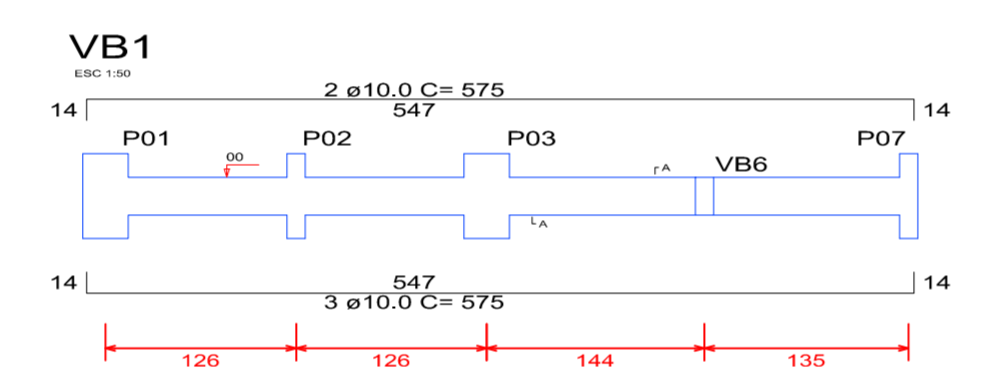 VB1
ESC 1:50
2 ø10.0 C= 575
14 547 14
P01 P02 P03 P07
00
VB6
A
A
14 547 14
3 ø10.0 C= 575
126 126 144 135